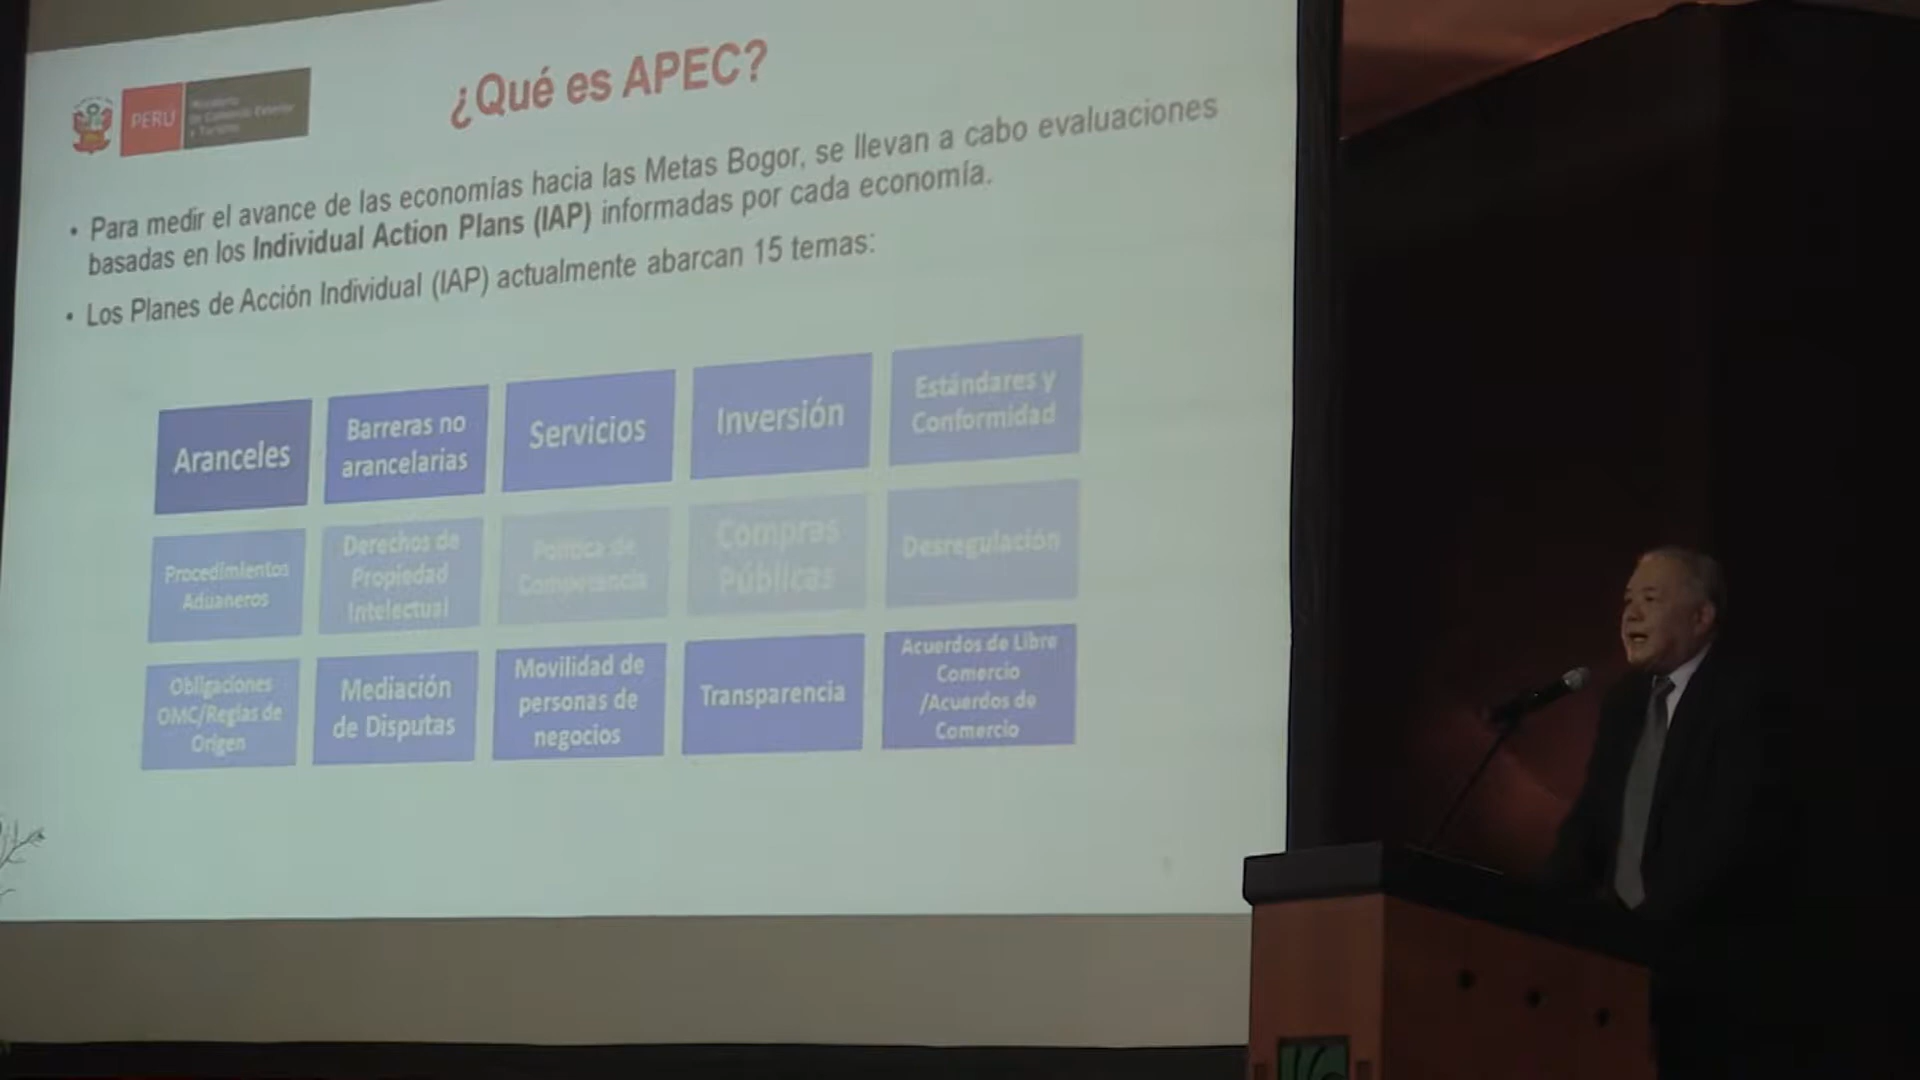 PERÚ
Ministerio
de Comercio Exterior
y Turismo
¿Qué es APEC?
• Para medir el avance de las economías hacia las Metas Bogor, se llevan a cabo evaluaciones
basadas en los Individual Action Plans (IAP) informadas por cada economía.
• Los Planes de Acción Individual (IAP) actualmente abarcan 15 temas:
Aranceles
Barreras no
arancelarias
Servicios
Inversión
Estándares y
Conformidad
Procedimientos
Aduaneros
Derechos de
Propiedad
Intelectual
Política de
Competencia
Compras
Públicas
Desregulación
Obligaciones
OMC/Reglas de
Origen
Mediación
de Disputas
Movilidad de
personas de
negocios
Transparencia
Acuerdos de Libre
Comercio
/Acuerdos de
Comercio